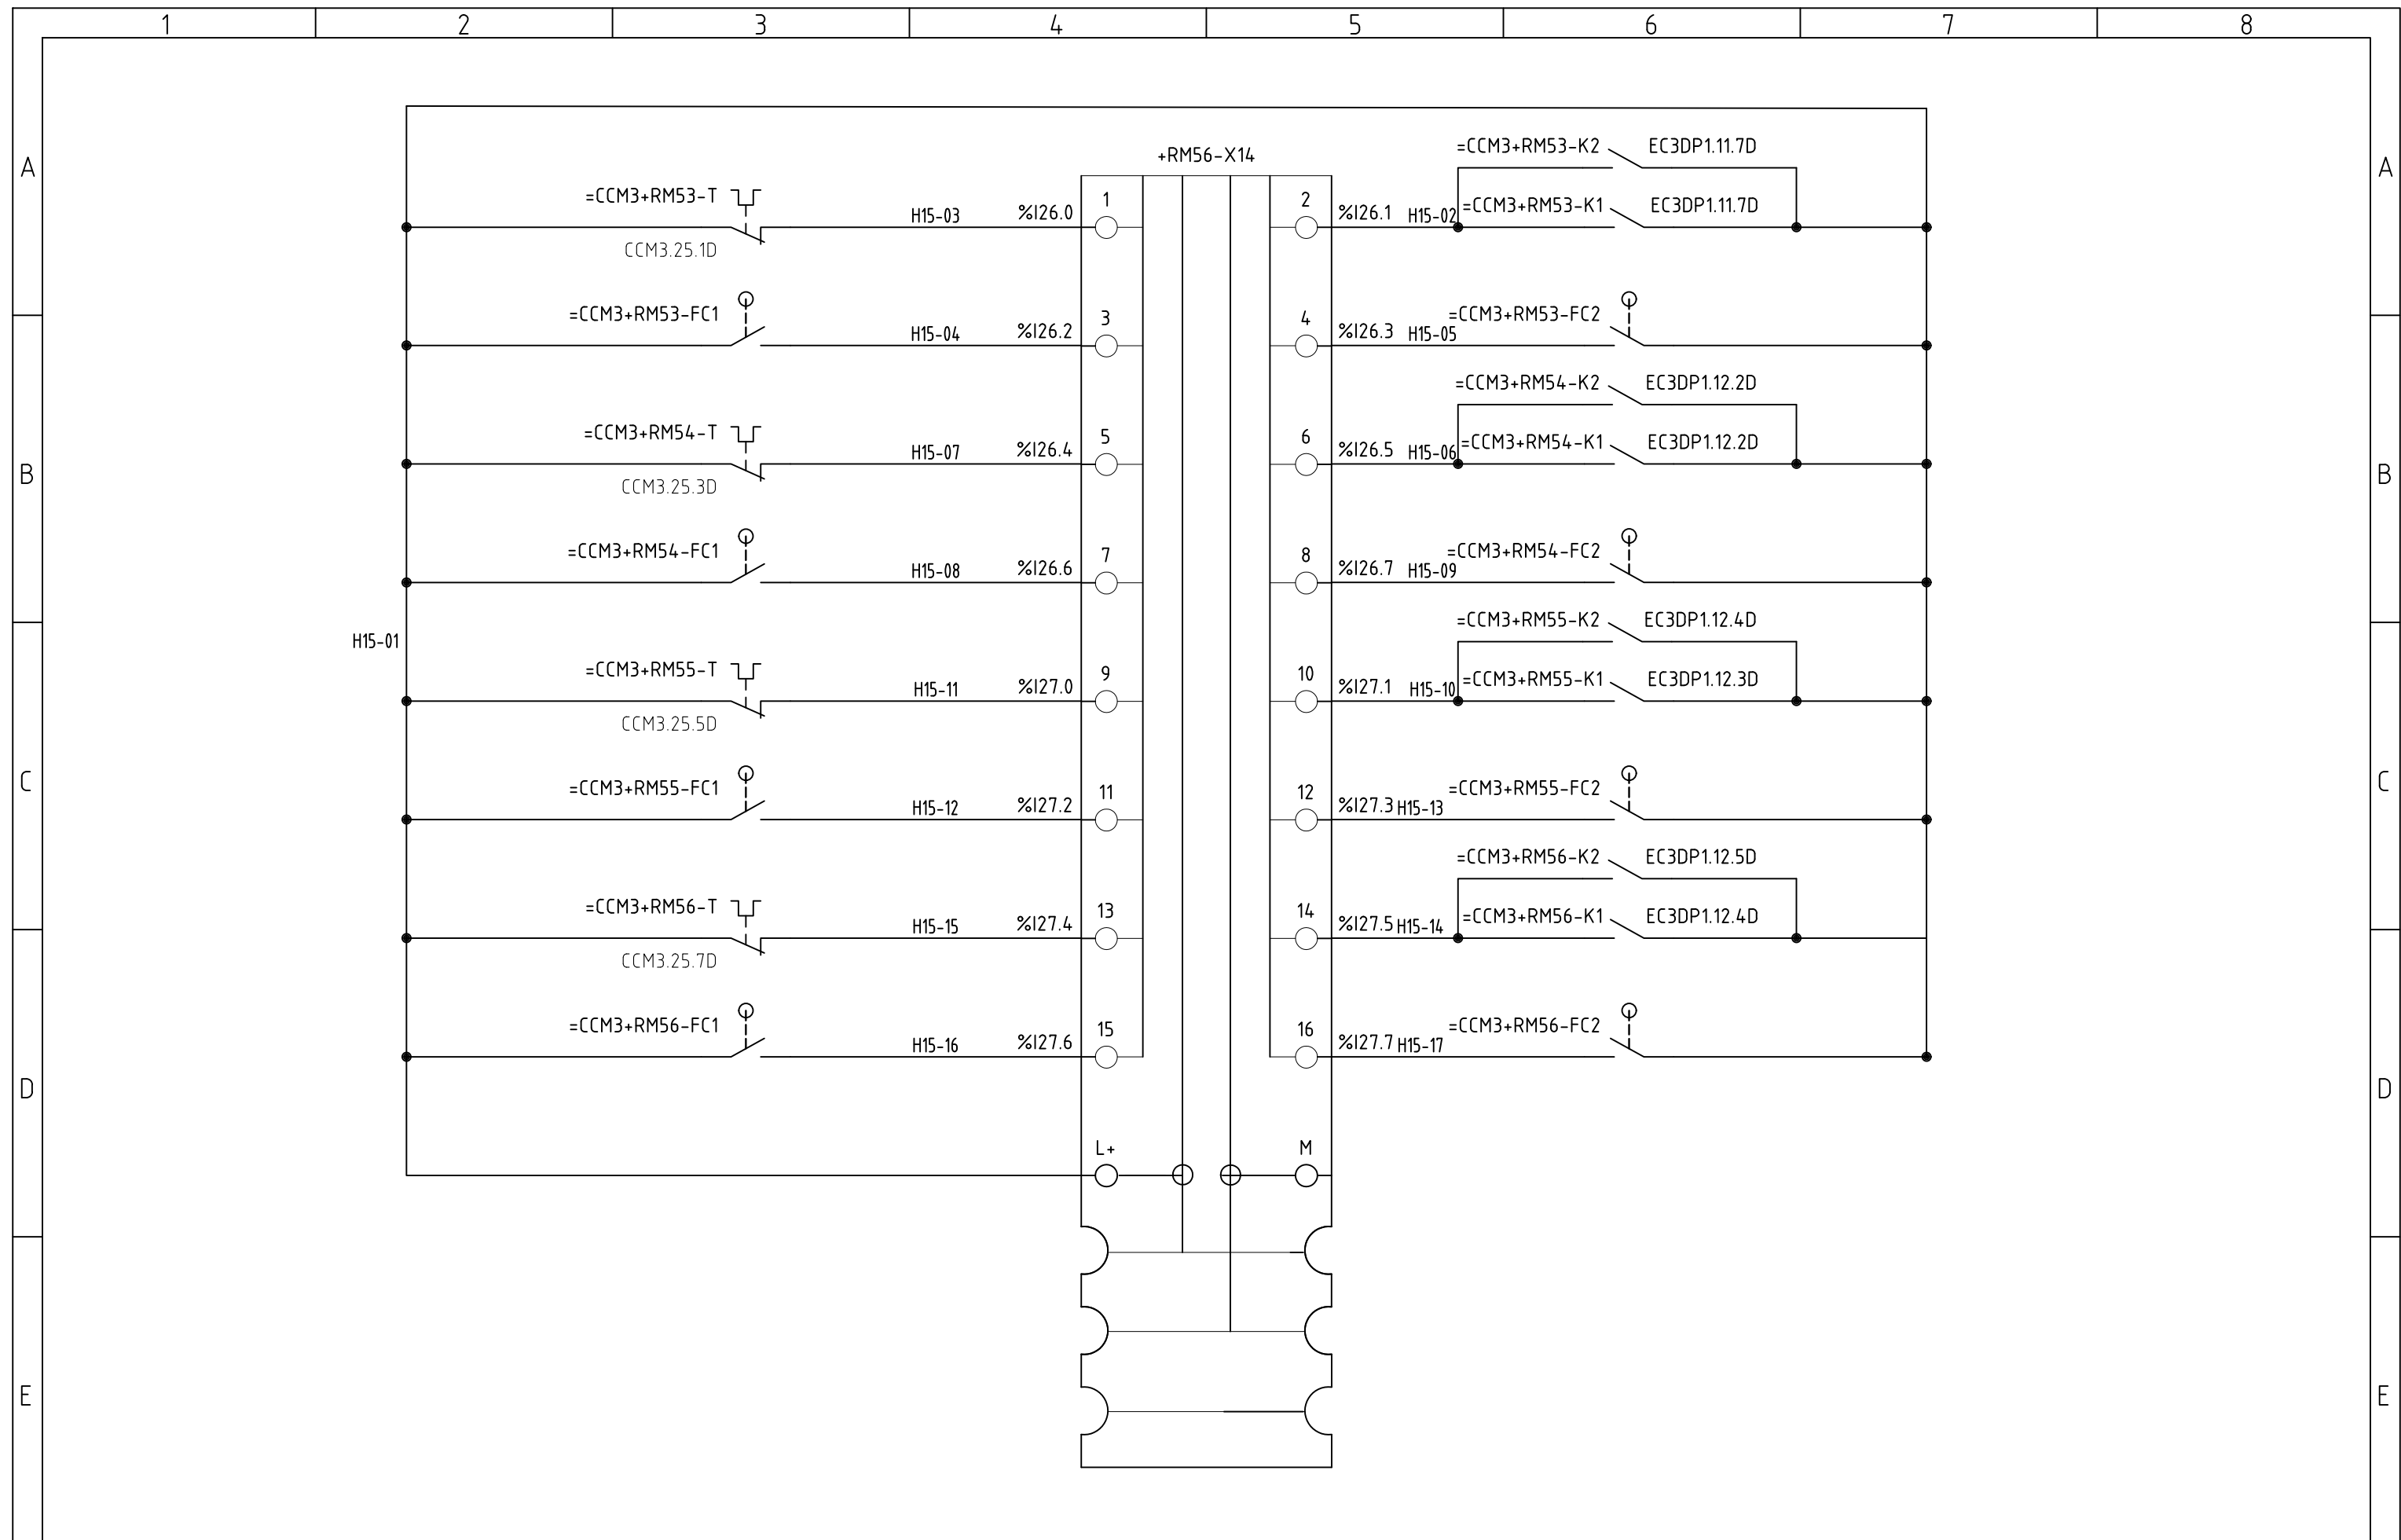 1 2 3 4 5 6 7 8
A A
+RM56-X14
=CCM3+RM53-K2 EC3DP1.11.7D
=CCM3+RM53-T 1 2 =CCM3+RM53-K1 EC3DP1.11.7D
H15-03 %I26.0 %I26.1 H15-02
CCM3.25.1D
=CCM3+RM53-FC1 3 4 =CCM3+RM53-FC2
H15-04 %I26.2 %I26.3 H15-05
=CCM3+RM54-K2 EC3DP1.12.2D
=CCM3+RM54-T 5 6 =CCM3+RM54-K1 EC3DP1.12.2D
H15-07 %I26.4 %I26.5 H15-06
B B
CCM3.25.3D
=CCM3+RM54-FC1 7 8 =CCM3+RM54-FC2
H15-08 %I26.6 %I26.7 H15-09
=CCM3+RM55-K2 EC3DP1.12.4D
H15-01
=CCM3+RM55-T 9 10 =CCM3+RM55-K1 EC3DP1.12.3D
H15-11 %I27.0 %I27.1 H15-10
CCM3.25.5D
C C
=CCM3+RM55-FC1 11 12 =CCM3+RM55-FC2
H15-12 %I27.2 %I27.3 H15-13
=CCM3+RM56-K2 EC3DP1.12.5D
=CCM3+RM56-T 13 14 =CCM3+RM56-K1 EC3DP1.12.4D
H15-15 %I27.4 %I27.5 H15-14
CCM3.25.7D
=CCM3+RM56-FC1 15 16 =CCM3+RM56-FC2
H15-16 %I27.6 %I27.7 H15-17
D D
L+ M
E E